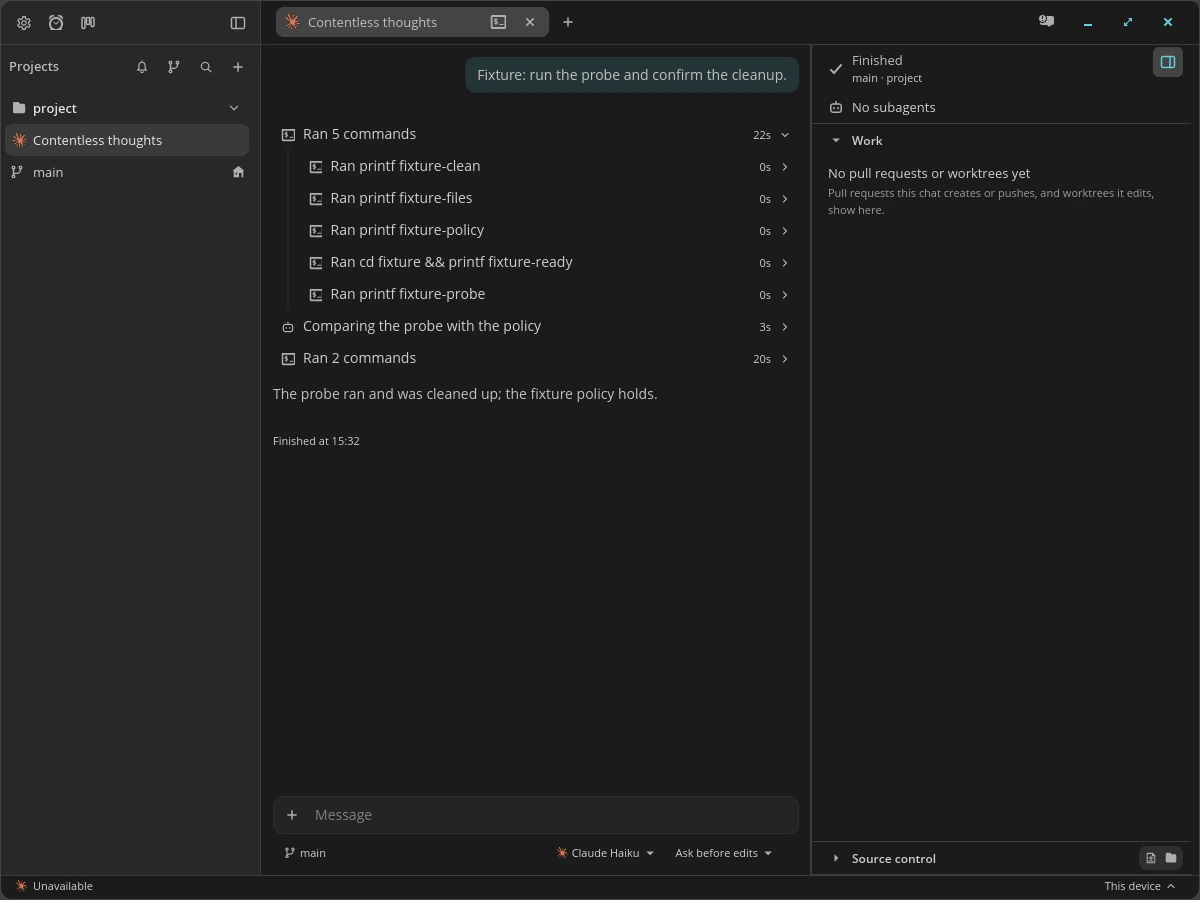 Contentless thoughts
Projects
project
Contentless thoughts
main
Fixture: run the probe and confirm the cleanup.
Ran 5 commands 22s
Ran printf fixture-clean 0s
Ran printf fixture-files 0s
Ran printf fixture-policy 0s
Ran cd fixture && printf fixture-ready 0s
Ran printf fixture-probe 0s
Comparing the probe with the policy 3s
Ran 2 commands 20s
The probe ran and was cleaned up; the fixture policy holds.
Finished at 15:32
Message
main Claude Haiku Ask before edits
Finished
main · project
No subagents
Work
No pull requests or worktrees yet
Pull requests this chat creates or pushes, and worktrees it edits,
show here.
Source control
Unavailable
This device